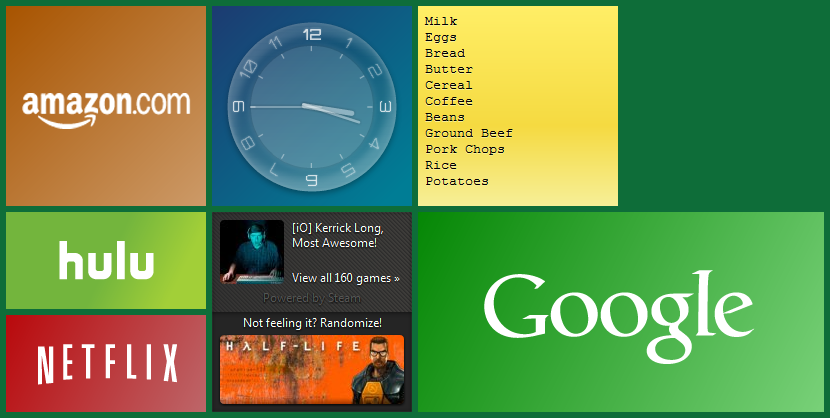 amazon.com
12
1
2
3
4
5
6
7
8
9
10
11
Milk
Eggs
Bread
Butter
Cereal
Coffee
Beans
Ground Beef
Pork Chops
Rice
Potatoes
hulu
[iO] Kerrick Long,
Most Awesome!
View all 160 games »
Powered by Steam
Not feeling it? Randomize!
HALF-LIFE
NETFLIX
Google